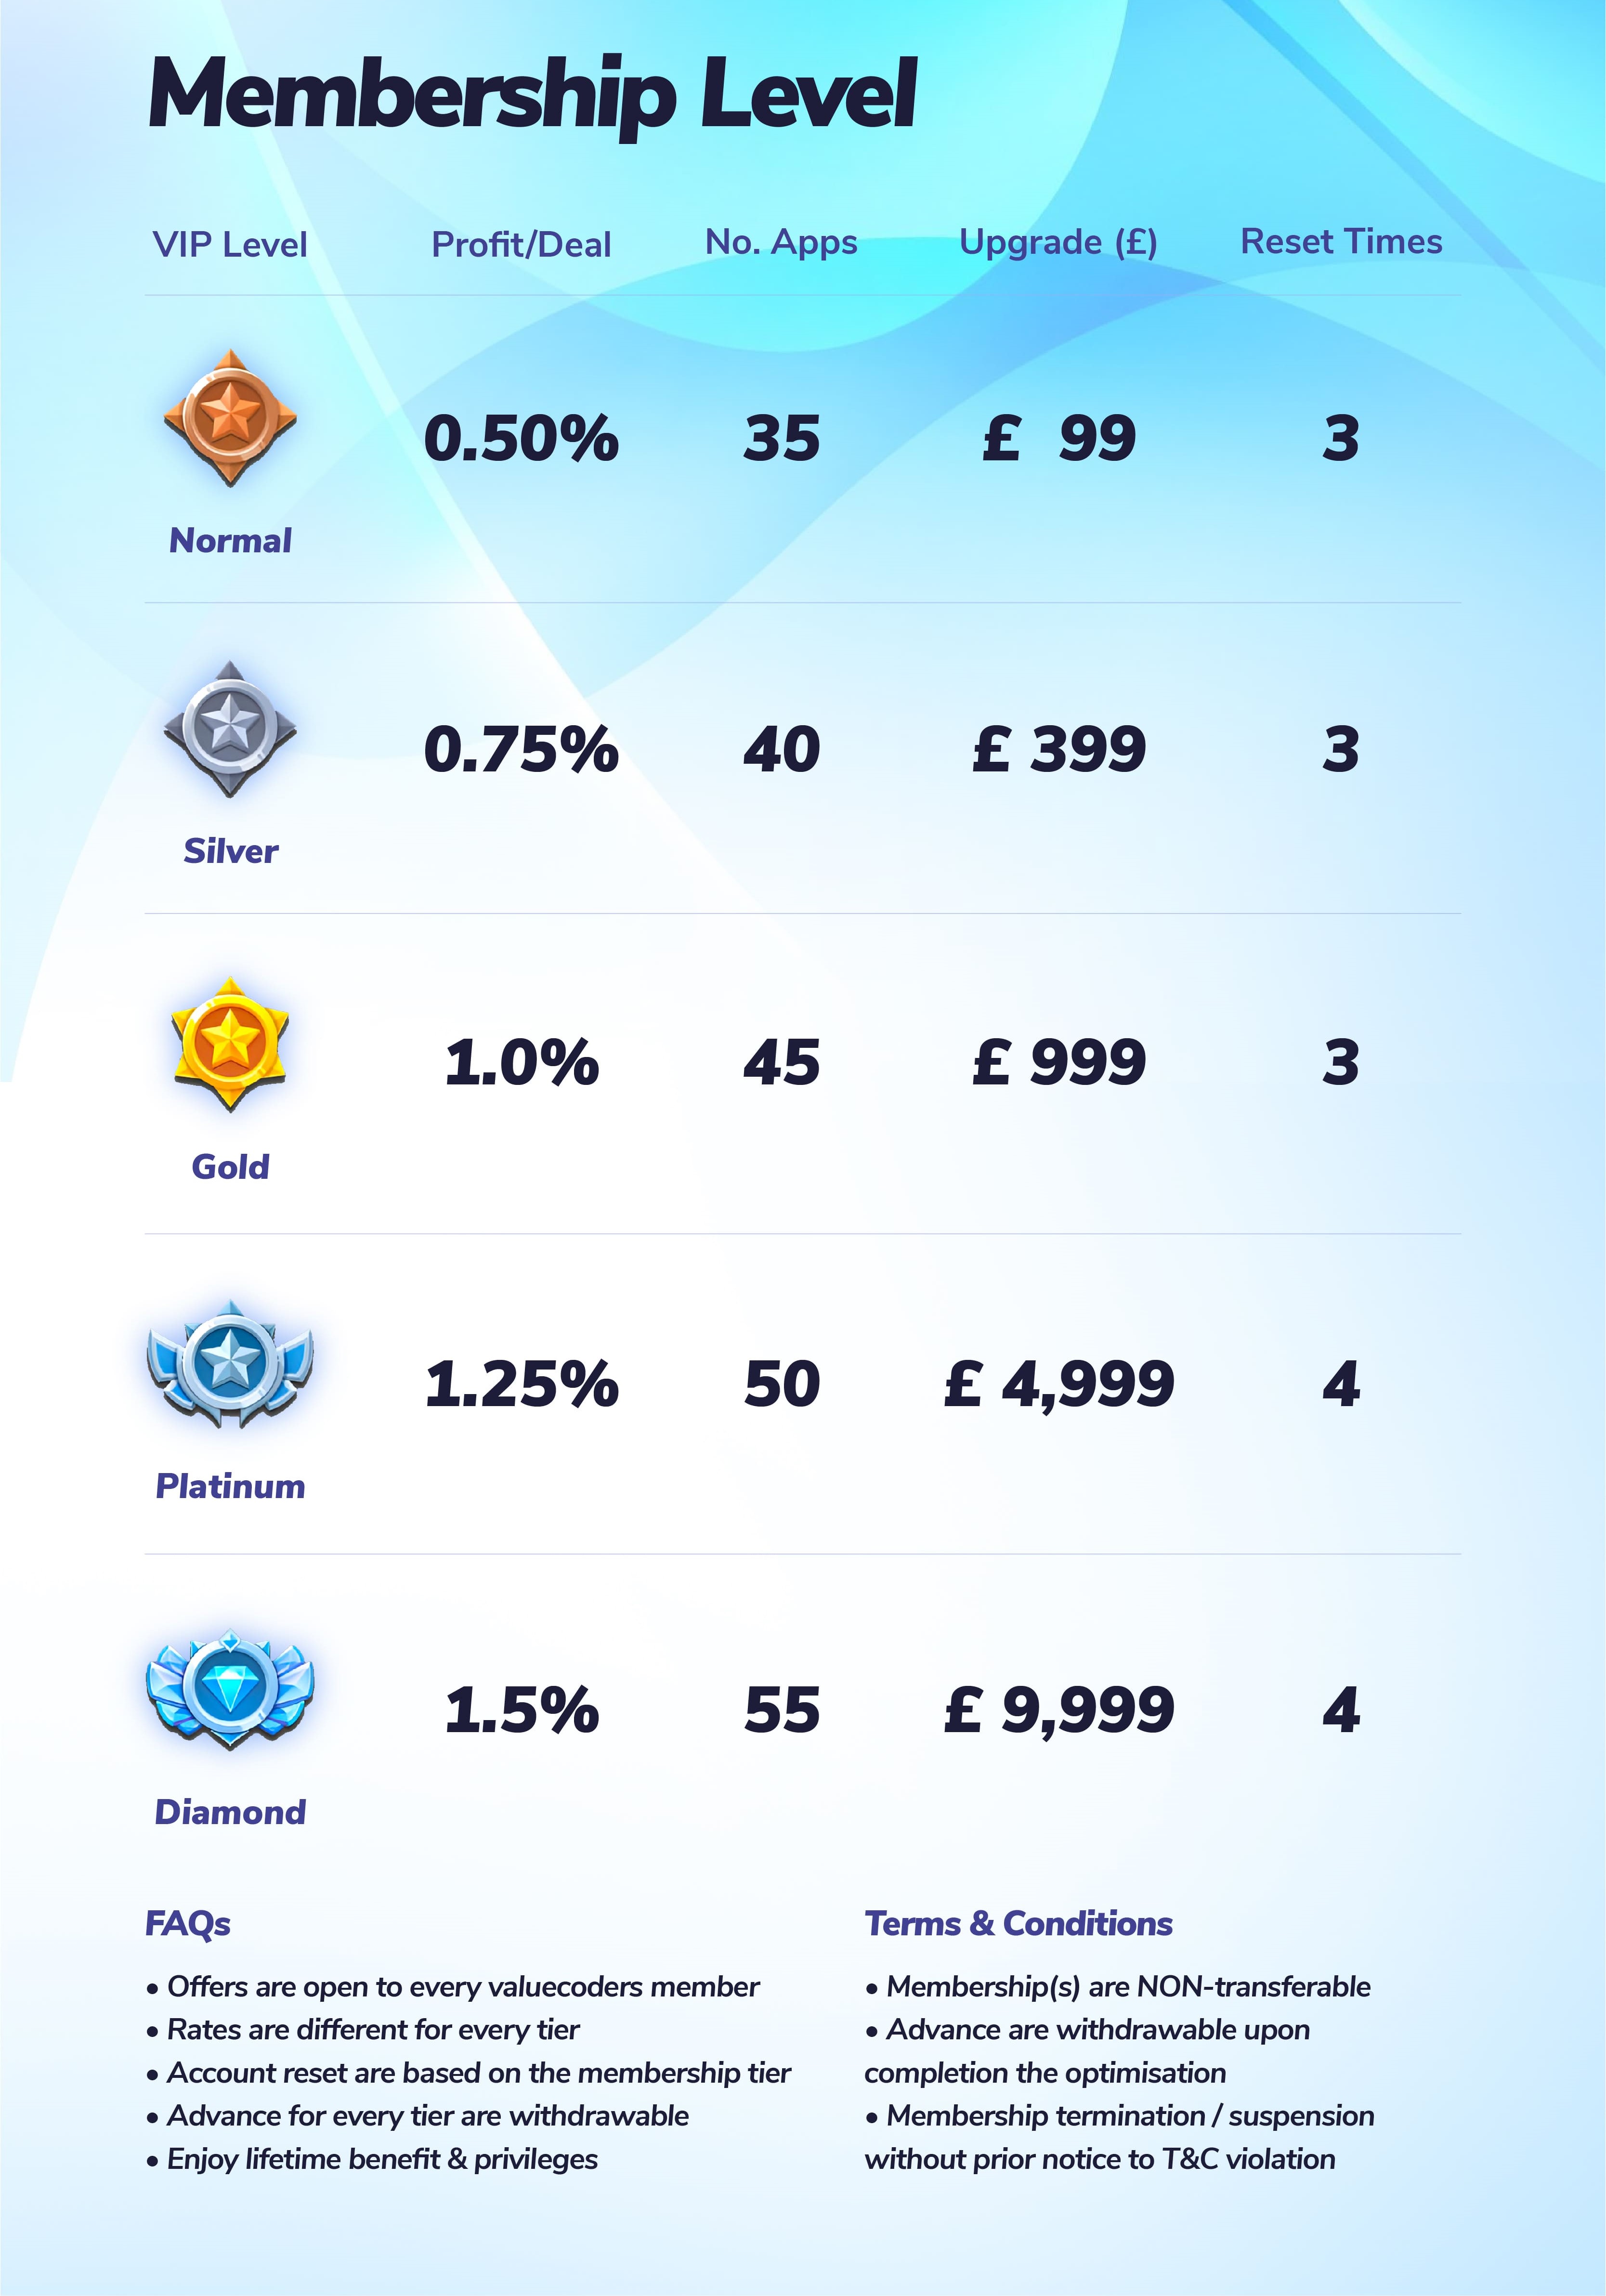 Membership Level
VIP Level Profit/Deal No. Apps Upgrade (£) Reset Times
0.50% 35 £ 99 3
Normal
0.75% 40 £ 399 3
Silver
1.0% 45 £ 999 3
Gold
1.25% 50 £ 4,999 4
Platinum
1.5% 55 £ 9,999 4
Diamond
FAQs
• Offers are open to every valuecoders member
• Rates are different for every tier
• Account reset are based on the membership tier
• Advance for every tier are withdrawable
• Enjoy lifetime benefit & privileges
Terms & Conditions
• Membership(s) are NON-transferable
• Advance are withdrawable upon
completion the optimisation
• Membership termination / suspension
without prior notice to T&C violation